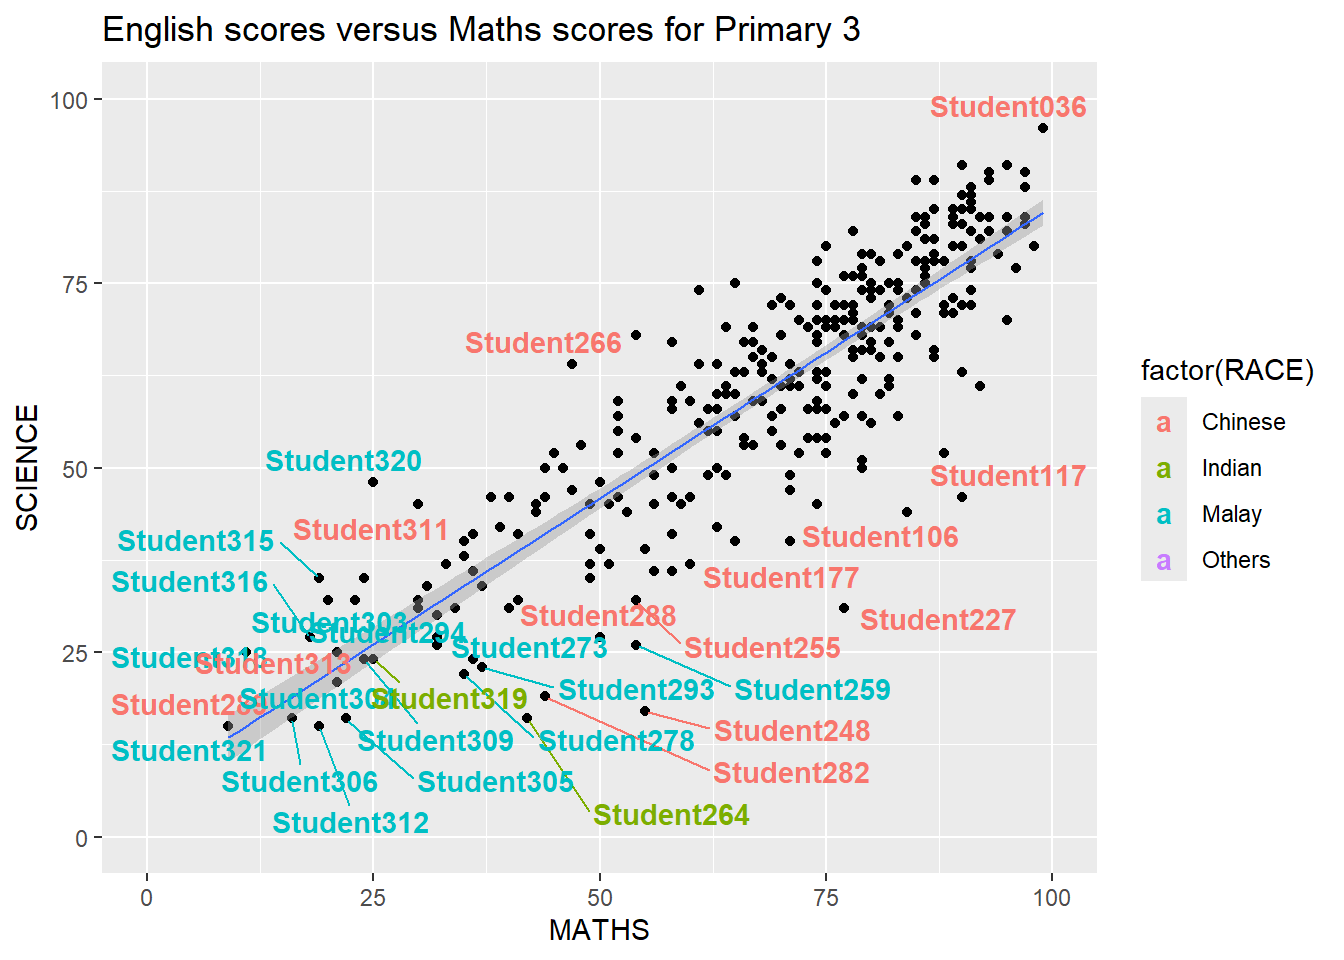 English scores versus Maths scores for Primary 3
100
75
50
25
0
SCIENCE
Student036
Student266
Student320
Student117
Student311
Student106
Student315
Student316
Student177
Student303
Student288
Student227
Student294
Student273
Student255
Student313
Student293
Student259
Student319
Student285
Student248
Student309
Student278
Student321
Student282
Student306
Student305
Student264
Student312
0
25
50
75
100
MATHS
factor(RACE)
a Chinese
a Indian
a Malay
a Others